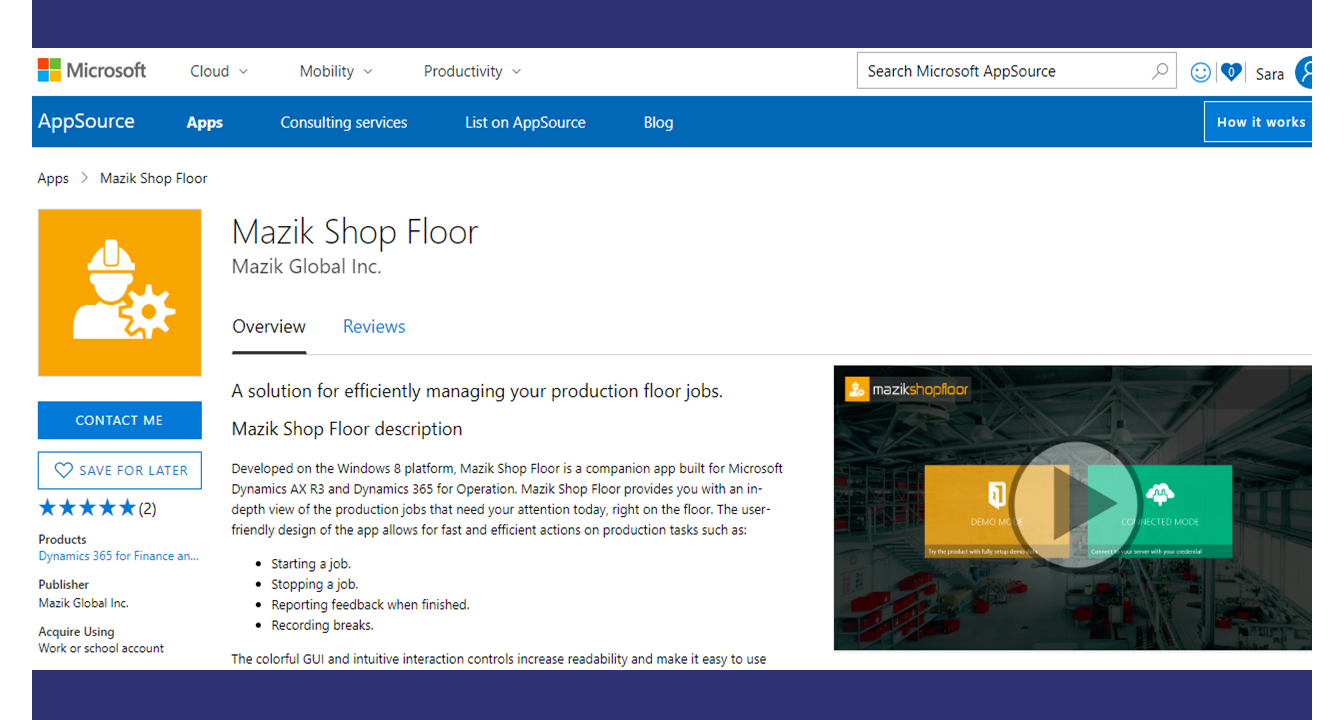 Microsoft
Cloud
Mobility
Productivity
Search Microsoft AppSource
0
Sara
AppSource
Apps
Consulting services
List on AppSource
Blog
How it works
Apps > Mazik Shop Floor
Mazik Shop Floor
Mazik Global Inc.
Overview
Reviews
CONTACT ME
SAVE FOR LATER
(2)
Products
Dynamics 365 for Finance an...
Publisher
Mazik Global Inc.
Acquire Using
Work or school account
A solution for efficiently managing your production floor jobs.
Mazik Shop Floor description
Developed on the Windows 8 platform, Mazik Shop Floor is a companion app built for Microsoft
Dynamics AX R3 and Dynamics 365 for Operation. Mazik Shop Floor provides you with an in-
depth view of the production jobs that need your attention today, right on the floor. The user-
friendly design of the app allows for fast and efficient actions on production tasks such as:
• Starting a job.
• Stopping a job.
• Reporting feedback when finished.
• Recording breaks.
The colorful GUI and intuitive interaction controls increase readability and make it easy to use
mazikshopfloor
DEMO MODE
Try the product with fully setup demo data
CONNECTED MODE
Connect to your server with your credential